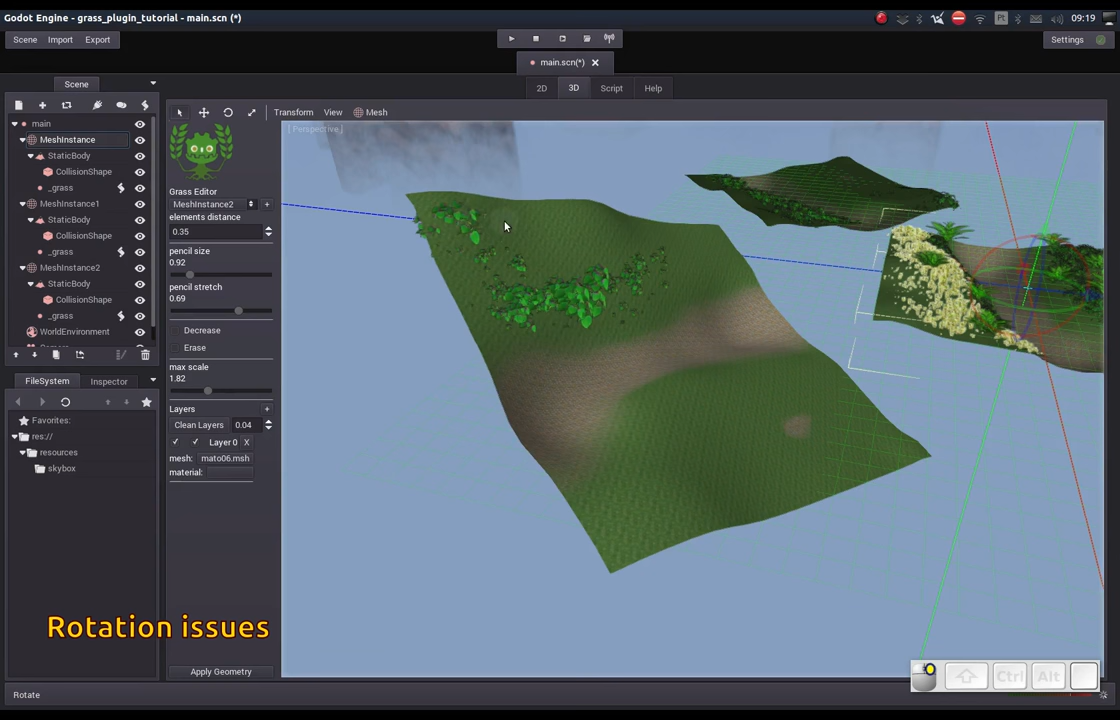 Godot Engine - grass_plugin_tutorial - main.scn (*)
Pt
09:19
Scene
Import
Export
Settings
main.scn(*)
Scene
2D
3D
Script
Help
Transform
View
Mesh
main
MeshInstance
StaticBody
CollisionShape
_grass
MeshInstance1
StaticBody
CollisionShape
_grass
MeshInstance2
StaticBody
CollisionShape
_grass
WorldEnvironment
[ Perspective ]
Grass Editor
MeshInstance2
+
elements distance
0.35
pencil size
0.92
pencil stretch
0.69
Decrease
Erase
max scale
1.82
Layers
+
Clean Layers
0.04
Layer 0
X
mesh:
mato06.msh
material:
Apply Geometry
FileSystem
Inspector
Favorites:
res://
resources
skybox
Rotation issues
Ctrl
Alt
Rotate